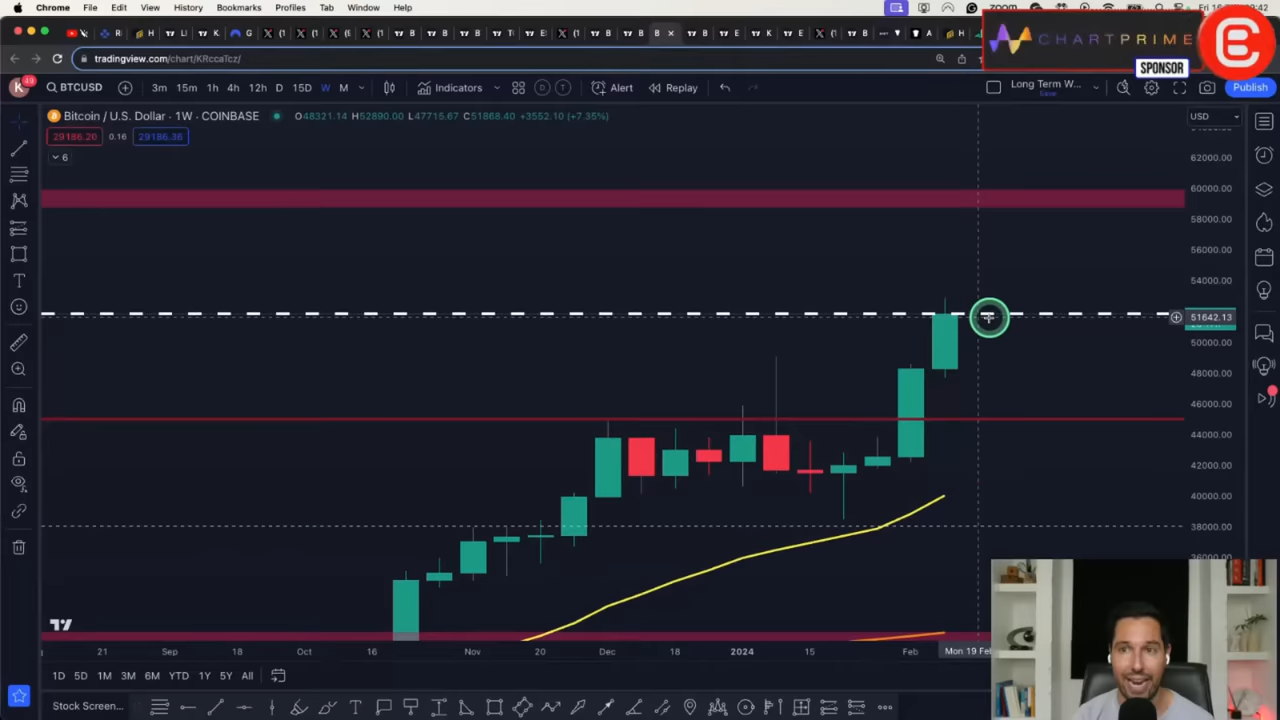 Chrome File Edit View History Bookmarks Profiles Tab Window Help
CHARTPRIME
SPONSOR
tradingview.com/chart/KRccaTcz/
K 49 BTCUSD 3m 15m 1h 4h 12h D 15D W M Indicators Alert Replay Long Term W... Save Publish
Bitcoin / U.S. Dollar · 1W · COINBASE O48321.14 H52890.00 L47715.67 C51868.40 +3552.10 (+7.35%) USD
29186.20 0.16 29186.36
6
62000.00
60000.00
58000.00
56000.00
54000.00
51642.13
50000.00
48000.00
46000.00
44000.00
42000.00
40000.00
38000.00
36000.00
21 Sep 18 Oct 16 Nov 20 Dec 18 2024 15 Feb Mon 19 Feb
1D 5D 1M 3M 6M YTD 1Y 5Y All
Stock Screen...